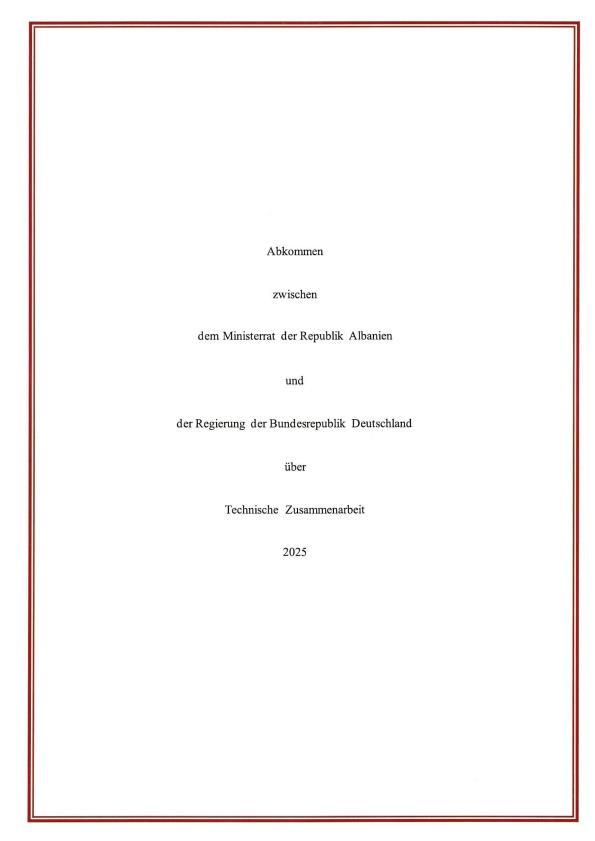 Abkommen
zwischen
dem Ministerrat der Republik Albanien
und
der Regierung der Bundesrepublik Deutschland
über
Technische Zusammenarbeit
2025